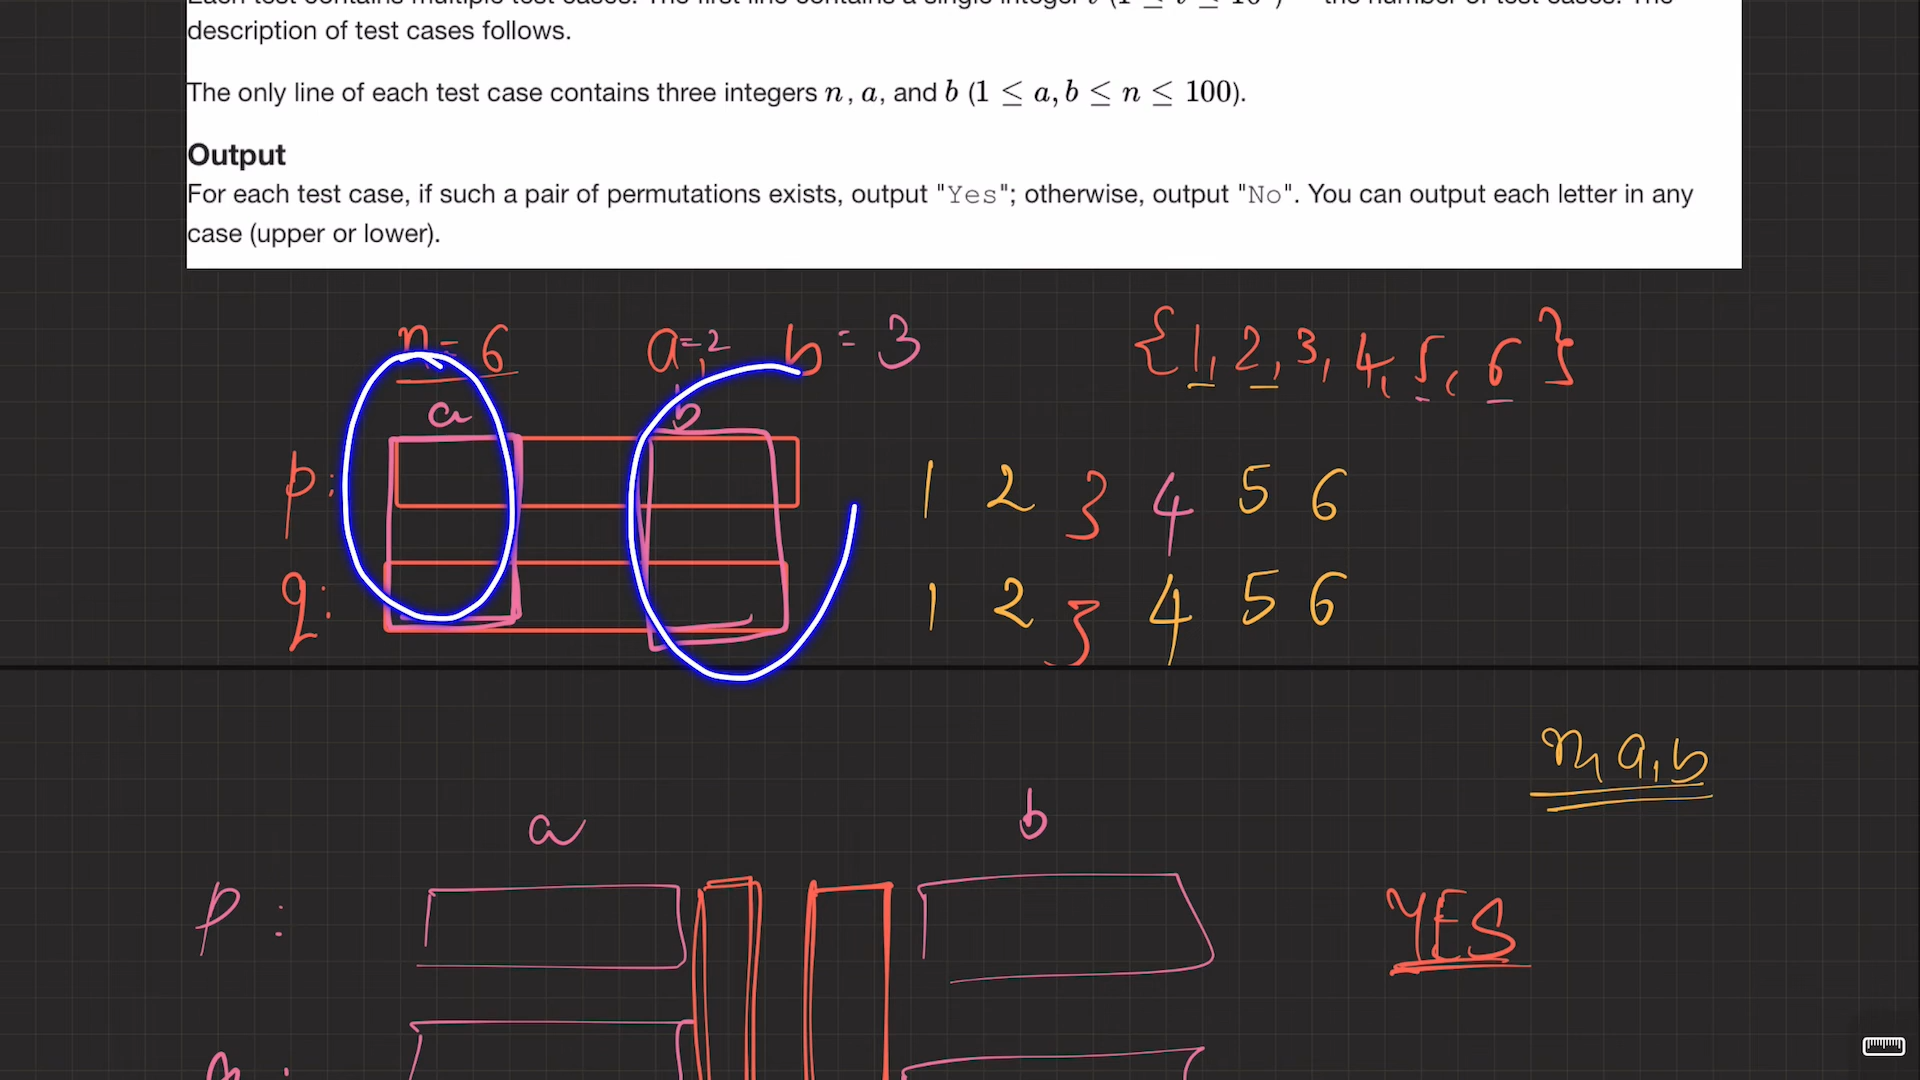 description of test cases follows.
The only line of each test case contains three integers n, a, and b (1 ≤ a, b ≤ n ≤ 100).
Output
For each test case, if such a pair of permutations exists, output "Yes"; otherwise, output "No". You can output each letter in any
case (upper or lower).
n = 6 a=2, b = 3 {1, 2, 3, 4, 5, 6}
a b
p: 1 2 3 4 5 6
q: 1 2 3 4 5 6
n, a, b
a b
p: YES